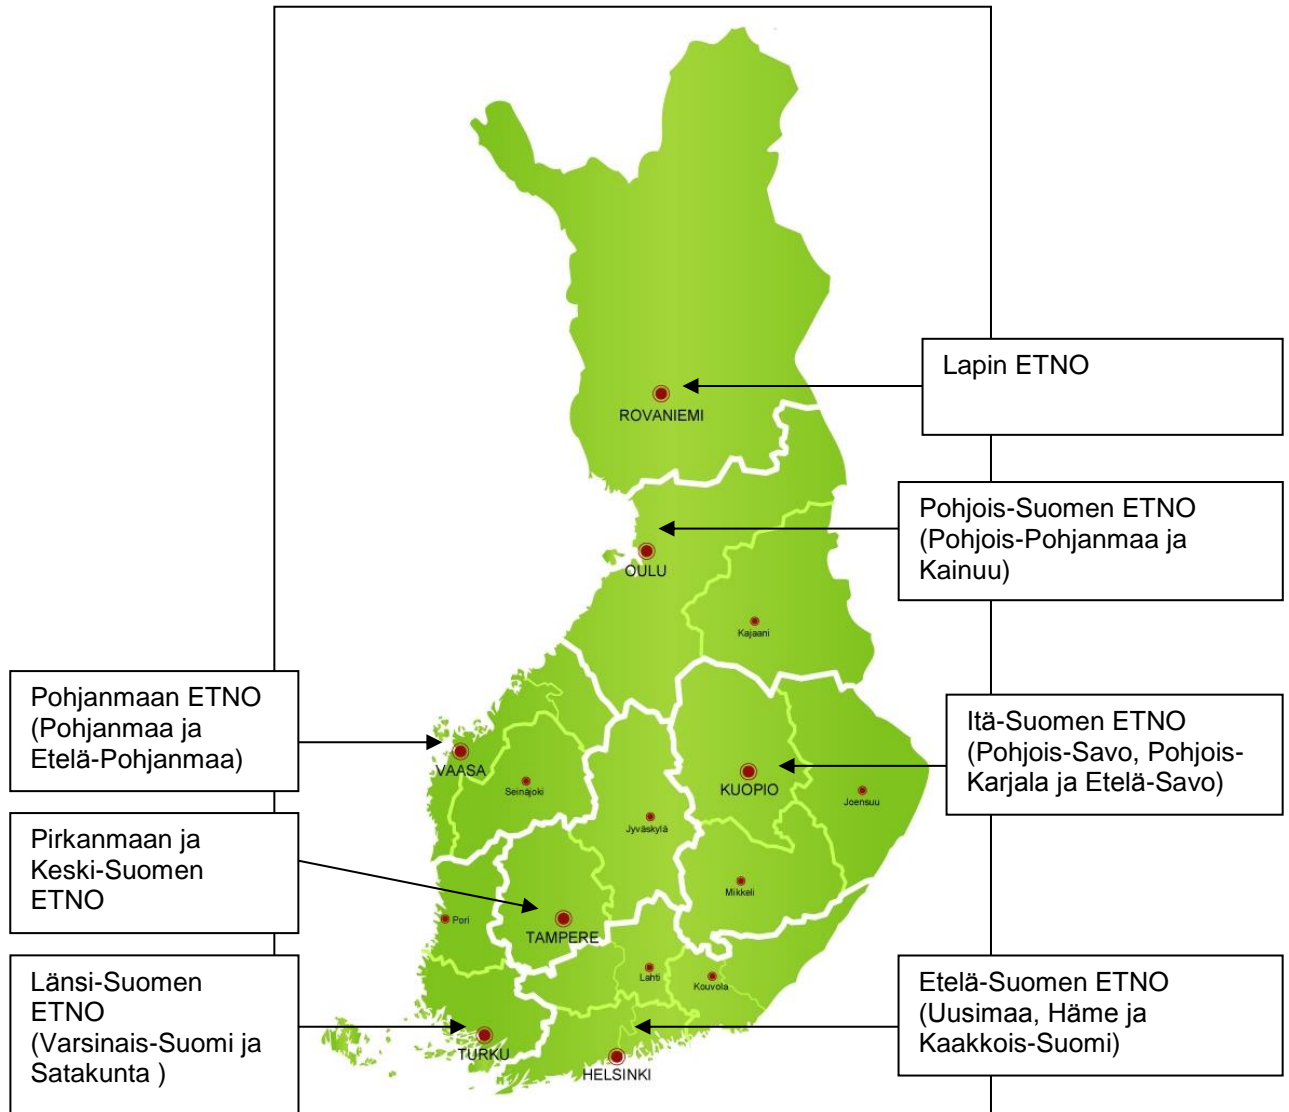 Lapin ETNO
ROVANIEMI
Pohjois-Suomen ETNO
(Pohjois-Pohjanmaa ja
Kainuu)
OULU
Kajaani
Pohjanmaan ETNO
(Pohjanmaa ja
Etelä-Pohjanmaa)
Itä-Suomen ETNO
(Pohjois-Savo, Pohjois-
Karjala ja Etelä-Savo)
VAASA
Seinäjoki
KUOPIO
Joensuu
Jyväskylä
Pirkanmaan ja
Keski-Suomen
ETNO
Mikkeli
Pori
TAMPERE
Lahti
Kouvola
Länsi-Suomen
ETNO
(Varsinais-Suomi ja
Satakunta )
Etelä-Suomen ETNO
(Uusimaa, Häme ja
Kaakkois-Suomi)
TURKU
HELSINKI